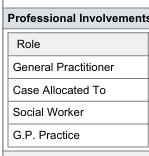 Professional Involvements
Role
General Practitioner
Case Allocated To
Social Worker
G.P. Practice